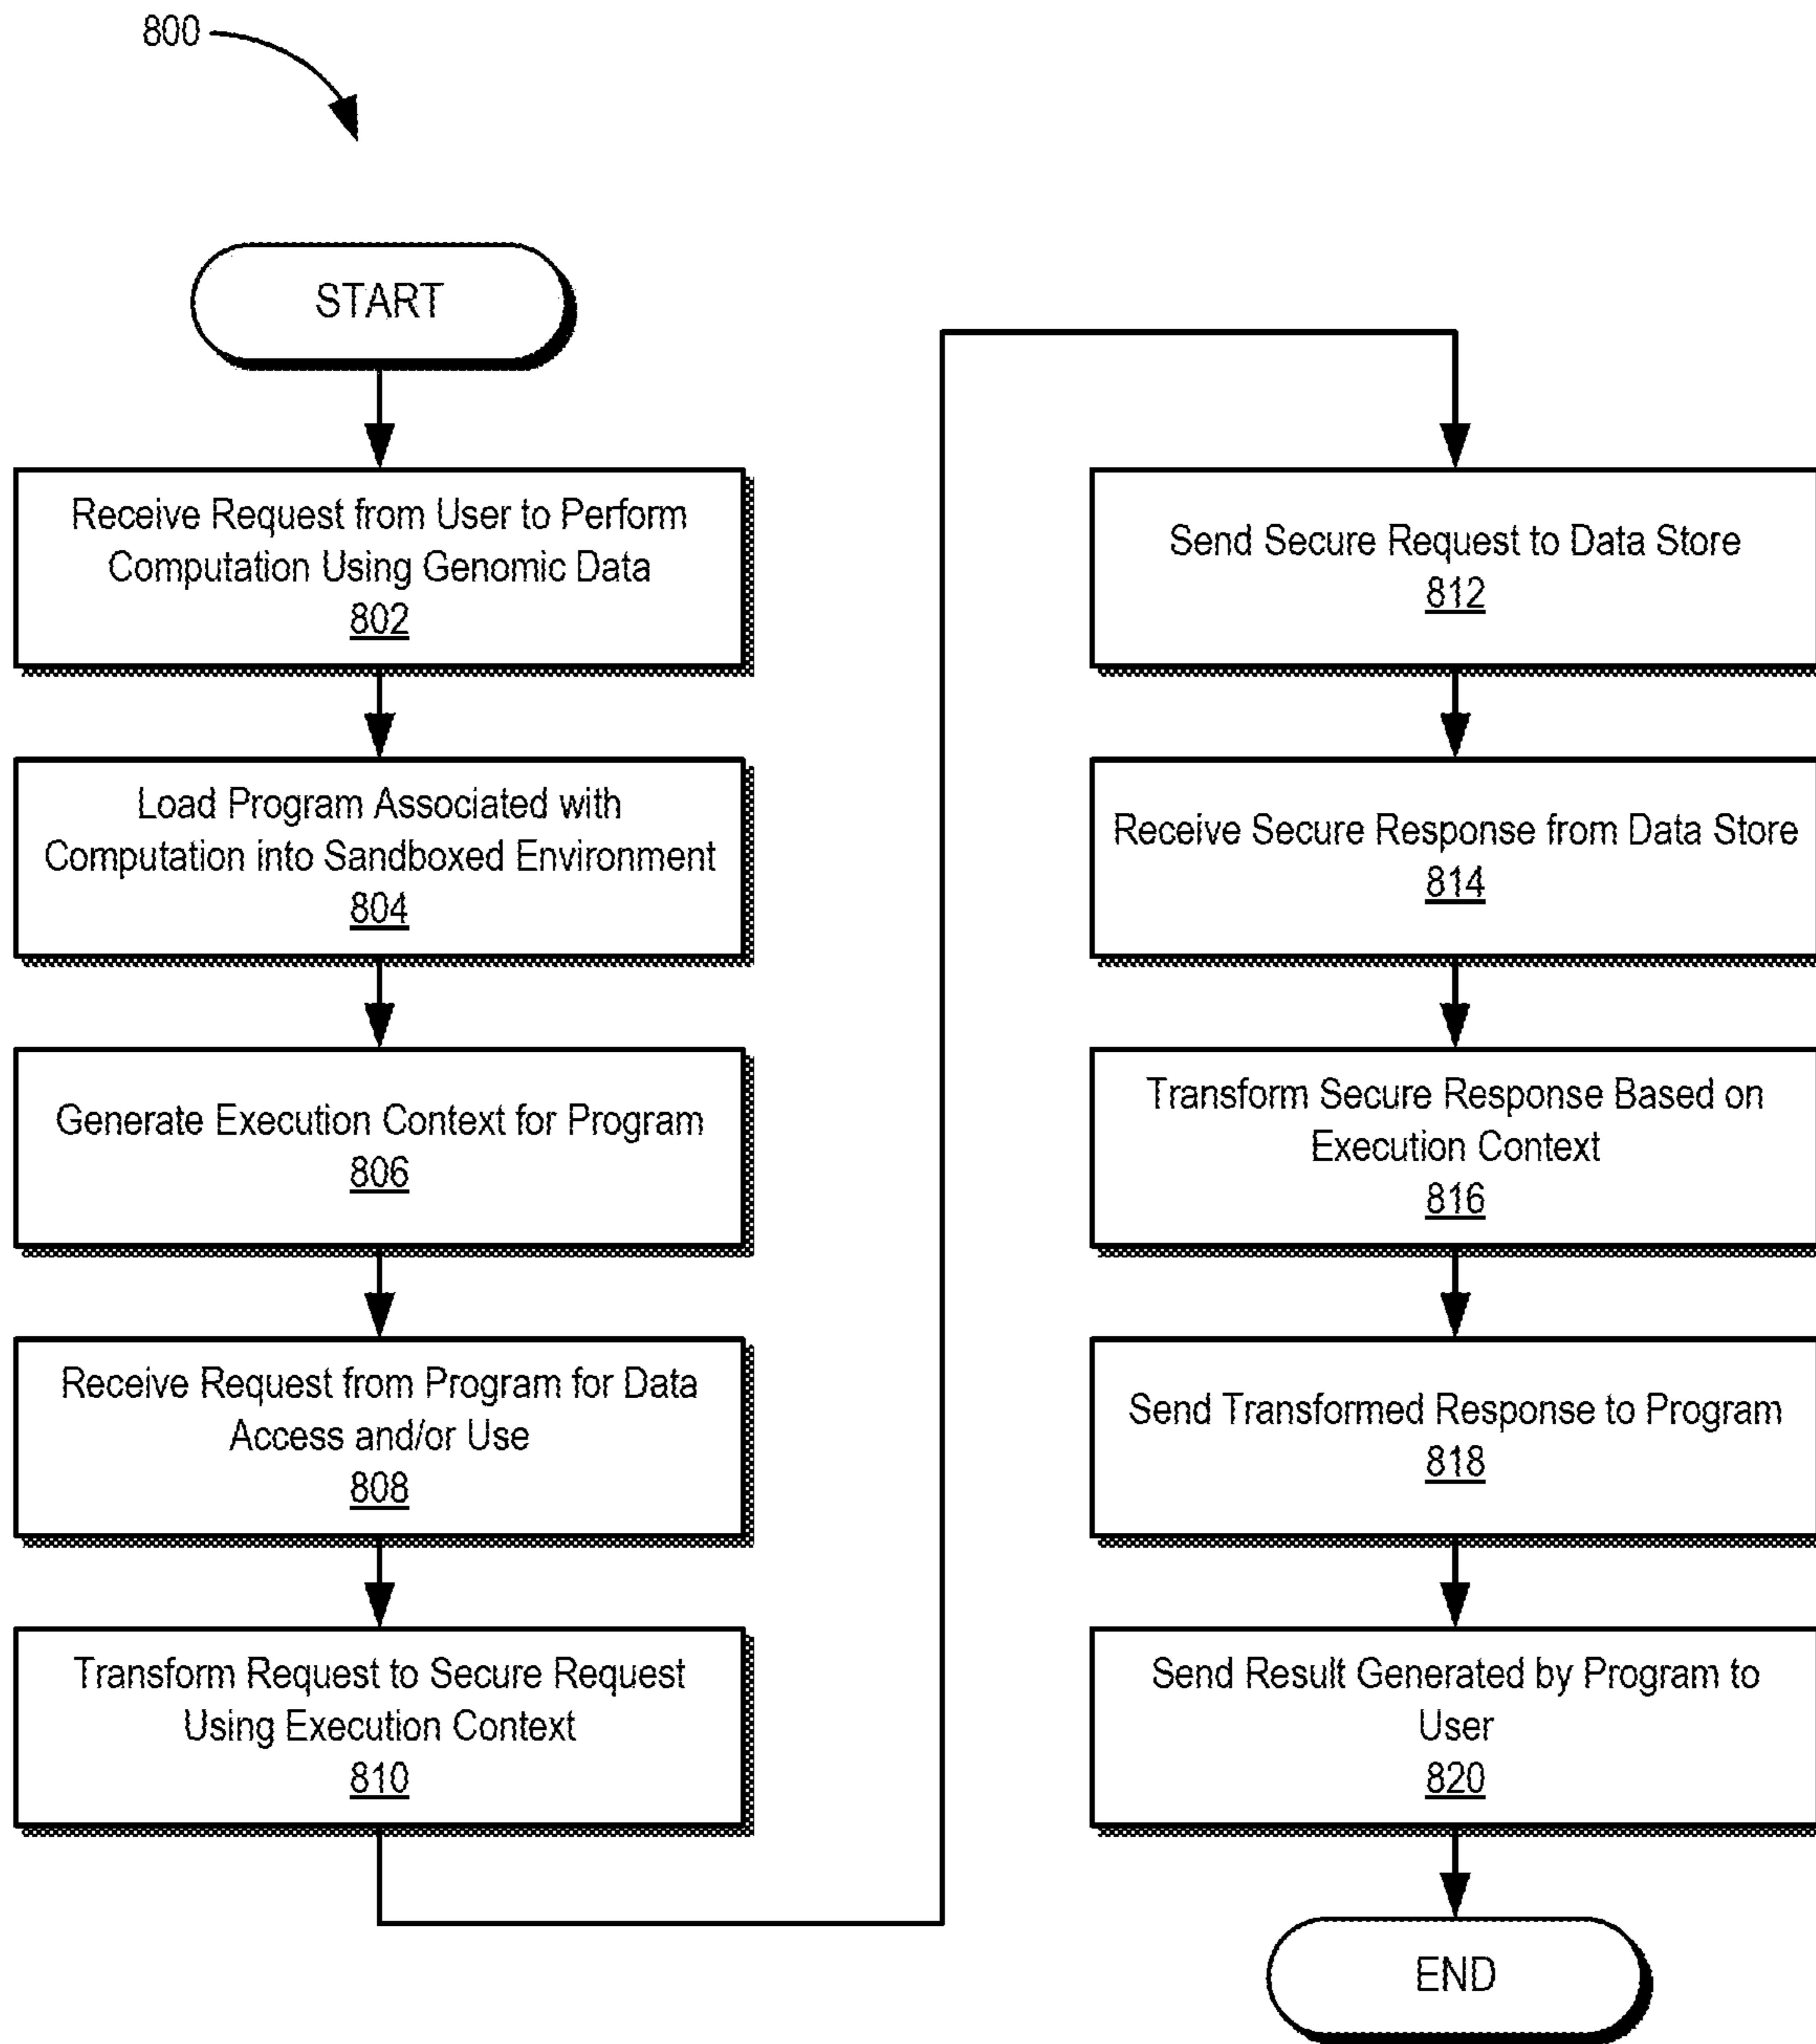 800
START
Receive Request from User to Perform
Computation Using Genomic Data
802
Load Program Associated with
Computation into Sandboxed Environment
804
Generate Execution Context for Program
806
Receive Request from Program for Data
Access and/or Use
808
Transform Request to Secure Request
Using Execution Context
810
Send Secure Request to Data Store
812
Receive Secure Response from Data Store
814
Transform Secure Response Based on
Execution Context
816
Send Transformed Response to Program
818
Send Result Generated by Program to
User
820
END